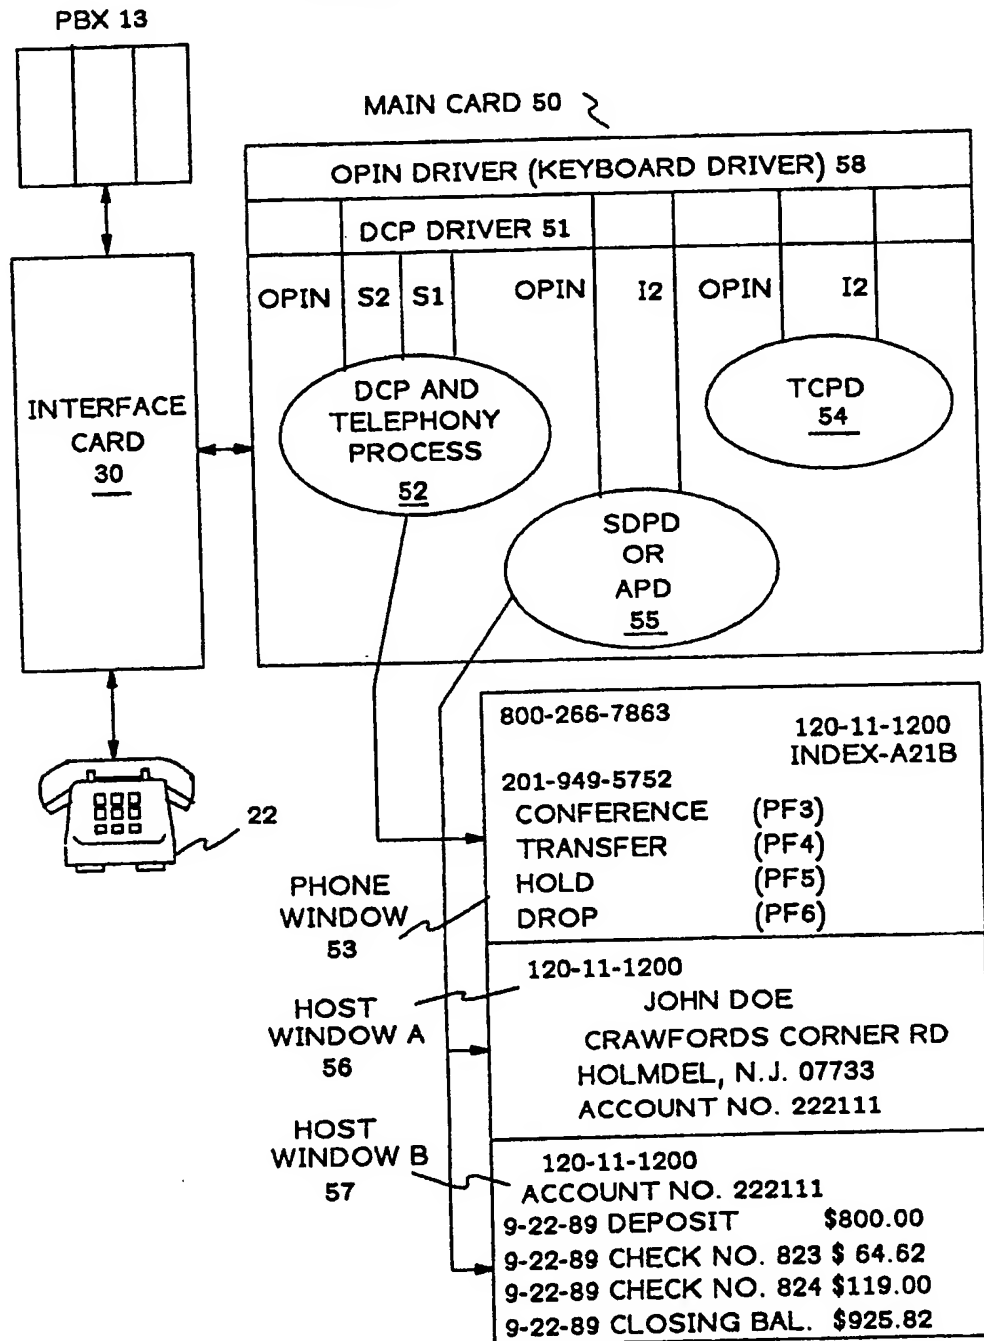 PBX 13
MAIN CARD 50
OPIN DRIVER (KEYBOARD DRIVER) 58
DCP DRIVER 51
OPIN S2 S1 OPIN I2 OPIN I2
INTERFACE
CARD
30
DCP AND
TELEPHONY
PROCESS
52
TCPD
54
SDPD
OR
APD
55
22
800-266-7863
120-11-1200
INDEX-A21B
201-949-5752
CONFERENCE (PF3)
TRANSFER (PF4)
HOLD (PF5)
DROP (PF6)
PHONE
WINDOW
53
120-11-1200
JOHN DOE
CRAWFORDS CORNER RD
HOLMDEL, N.J. 07733
ACCOUNT NO. 222111
HOST
WINDOW A
56
HOST
WINDOW B
57
120-11-1200
ACCOUNT NO. 222111
9-22-89 DEPOSIT $800.00
9-22-89 CHECK NO. 823 $ 64.62
9-22-89 CHECK NO. 824 $119.00
9-22-89 CLOSING BAL. $925.82